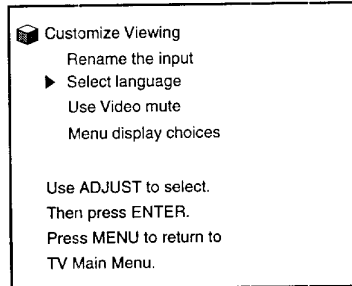 Customize Viewing
Rename the input
Select language
Use Video mute
Menu display choices
Use ADJUST to select.
Then press ENTER.
Press MENU to return to
TV Main Menu.